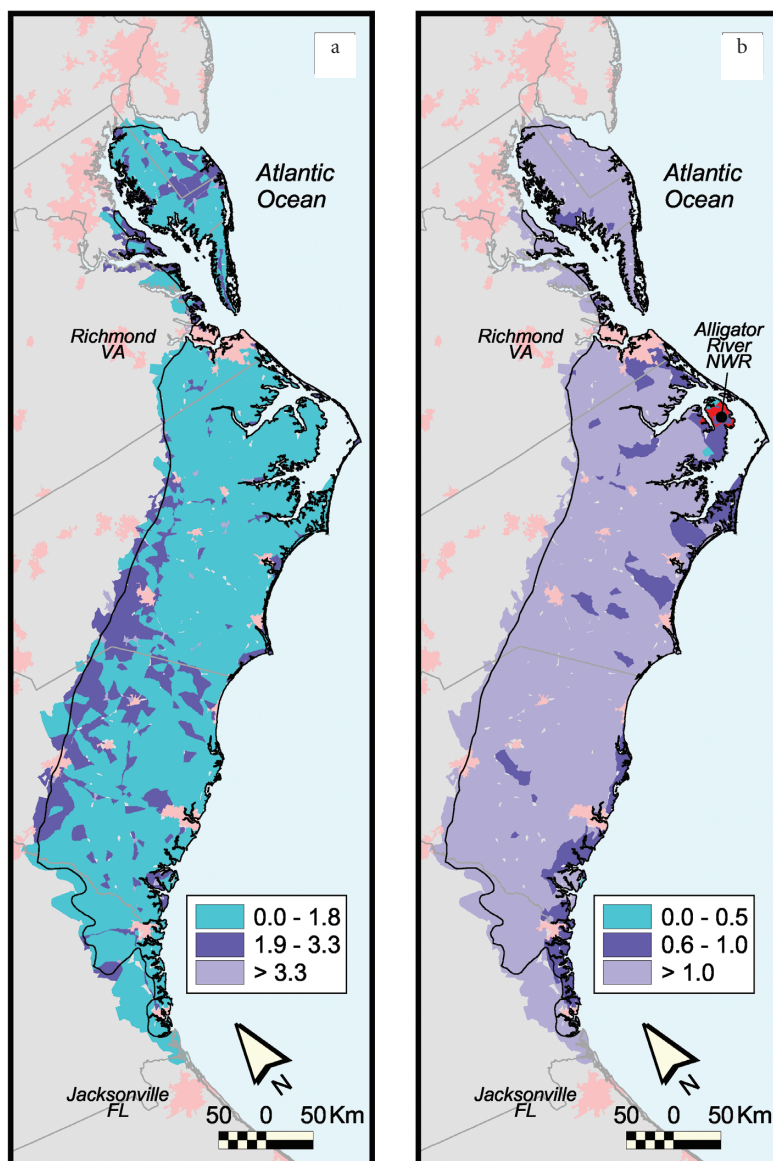 a
Atlantic
Ocean
Richmond
VA
0.0 - 1.8
1.9 - 3.3
> 3.3
N
Jacksonville
FL
50 0 50 Km
b
Atlantic
Ocean
Richmond
VA
Alligator
River
NWR
0.0 - 0.5
0.6 - 1.0
> 1.0
N
Jacksonville
FL
50 0 50 Km